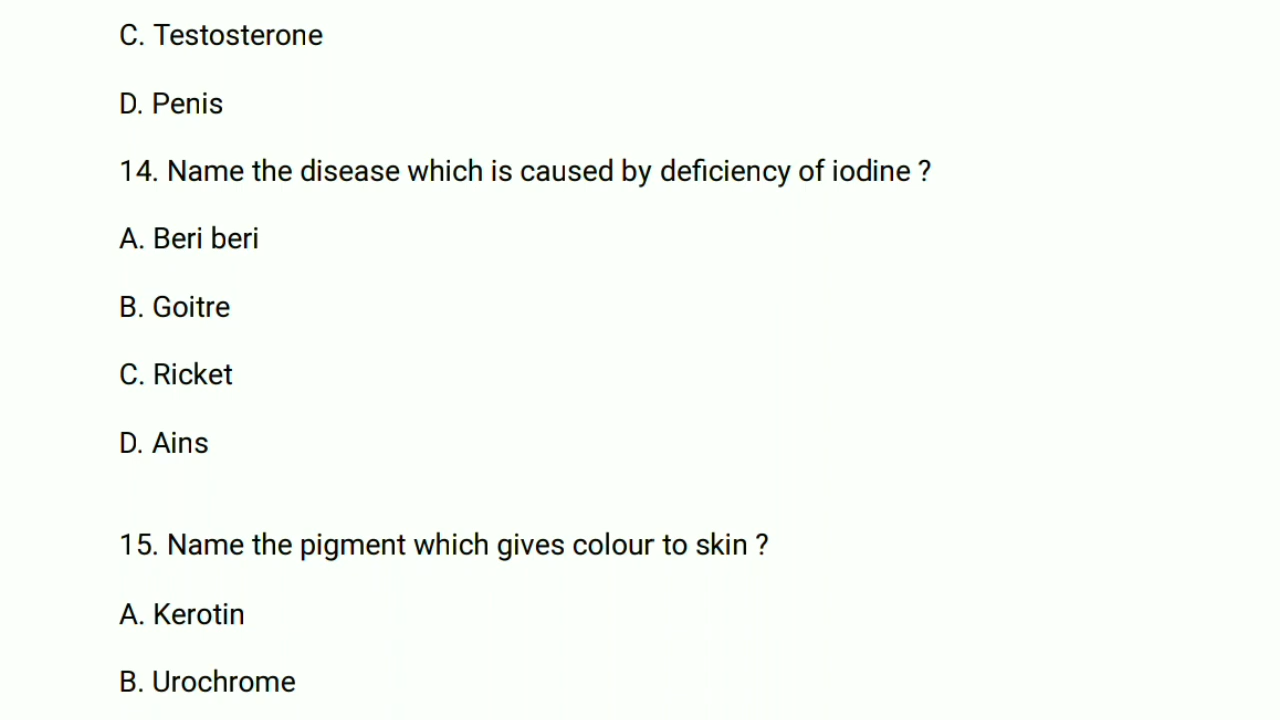 C. Testosterone
D. Penis
14. Name the disease which is caused by deficiency of iodine ?
A. Beri beri
B. Goitre
C. Ricket
D. Ains
15. Name the pigment which gives colour to skin ?
A. Kerotin
B. Urochrome